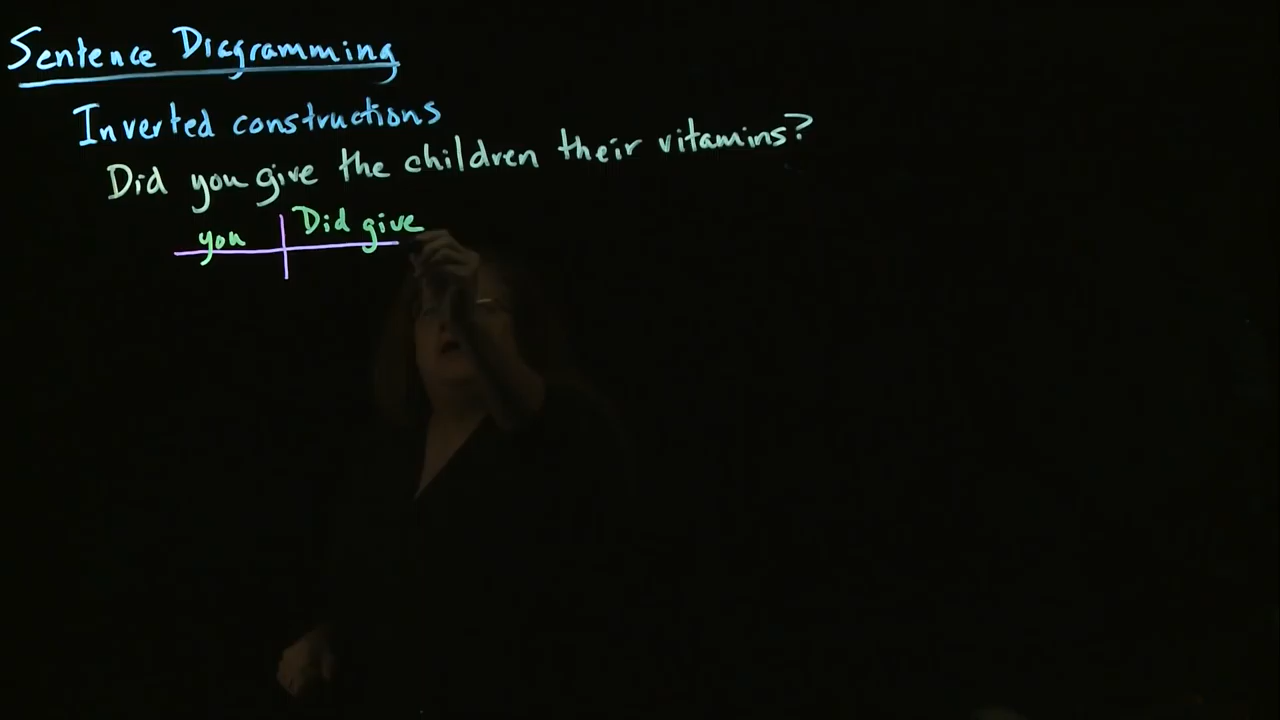 Sentence Diagramming
Inverted constructions
Did you give the children their vitamins?
you Did give